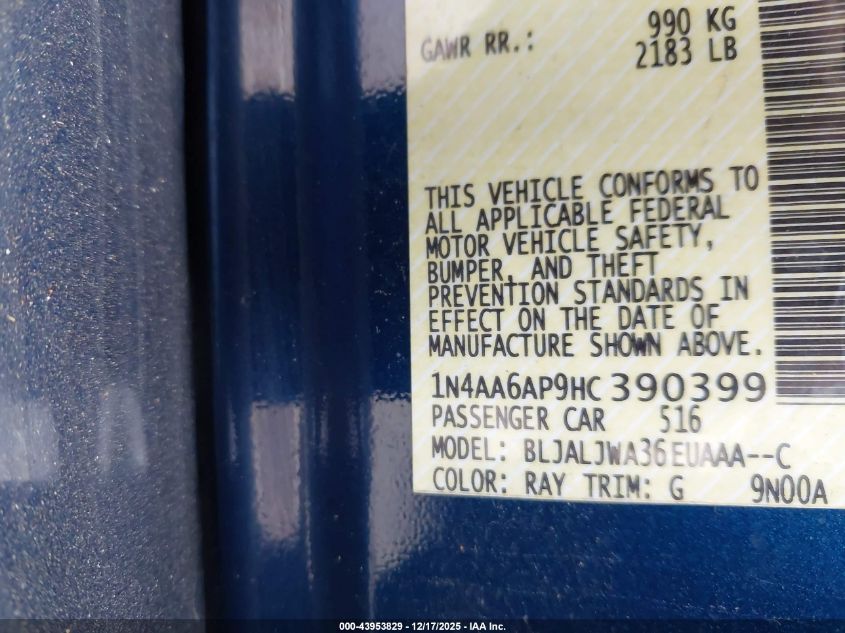 990 KG
GAWR RR.: 2183 LB
THIS VEHICLE CONFORMS TO
ALL APPLICABLE FEDERAL
MOTOR VEHICLE SAFETY,
BUMPER, AND THEFT
PREVENTION STANDARDS IN
EFFECT ON THE DATE OF
MANUFACTURE SHOWN ABOVE.
1N4AA6AP9HC390399
PASSENGER CAR 516
MODEL: BLJALJWA36EUAAA--C
COLOR: RAY TRIM: G 9N00A
000-43953829 - 12/17/2025 - IAA Inc.